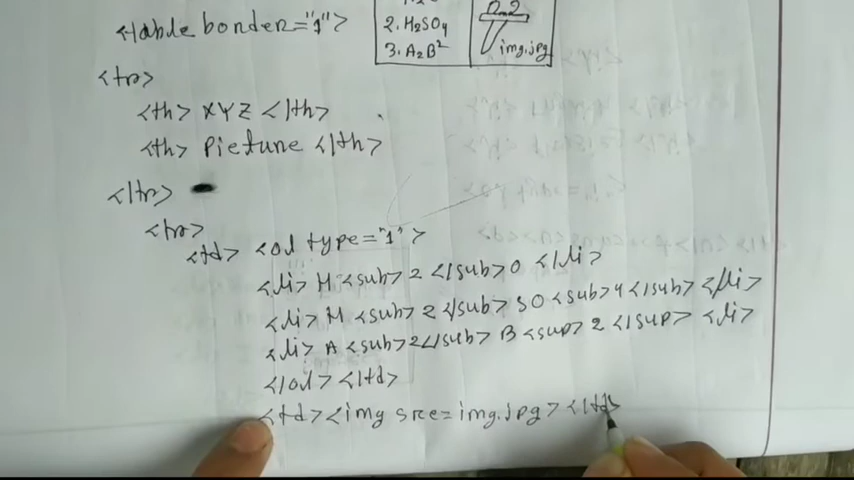 2. H2SO4
3. A2B²
img.jpg
<table border="1">
<tr>
<th> XYZ </th>
<th> Picture </th>
</tr>
<tr>
<td> <ol type="1">
<li> H <sub> 2 </sub> O </li>
<li> H <sub> 2 </sub> SO <sub> 4 </sub> </li>
<li> A <sub> 2 </sub> B <sup> 2 </sup> <li>
</ol> </td>
<td> <img src=img.jpg> </td>